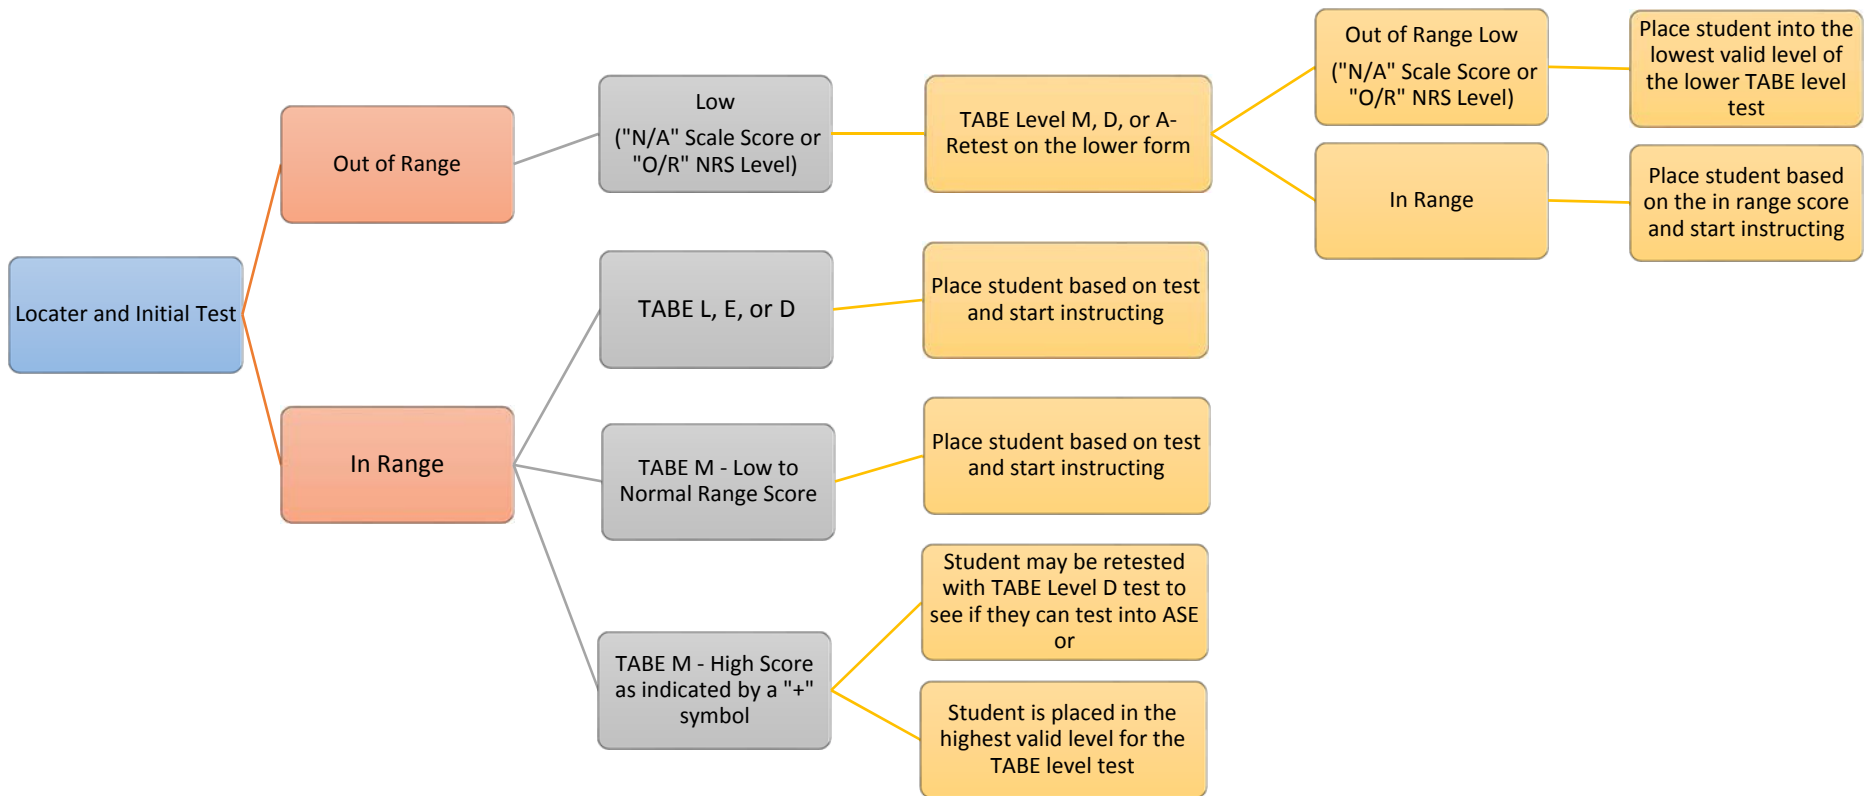 Locater and Initial Test
Out of Range
Low
("N/A" Scale Score or
"O/R" NRS Level)
TABE Level M, D, or A-
Retest on the lower form
Out of Range Low
("N/A" Scale Score or
"O/R" NRS Level)
Place student into the
lowest valid level of
the lower TABE level
test
In Range
Place student based
on the in range score
and start instructing
In Range
TABE L, E, or D
Place student based on test
and start instructing
TABE M - Low to
Normal Range Score
Place student based on test
and start instructing
TABE M - High Score
as indicated by a "+"
symbol
Student may be retested
with TABE Level D test to
see if they can test into ASE
or
Student is placed in the
highest valid level for the
TABE level test